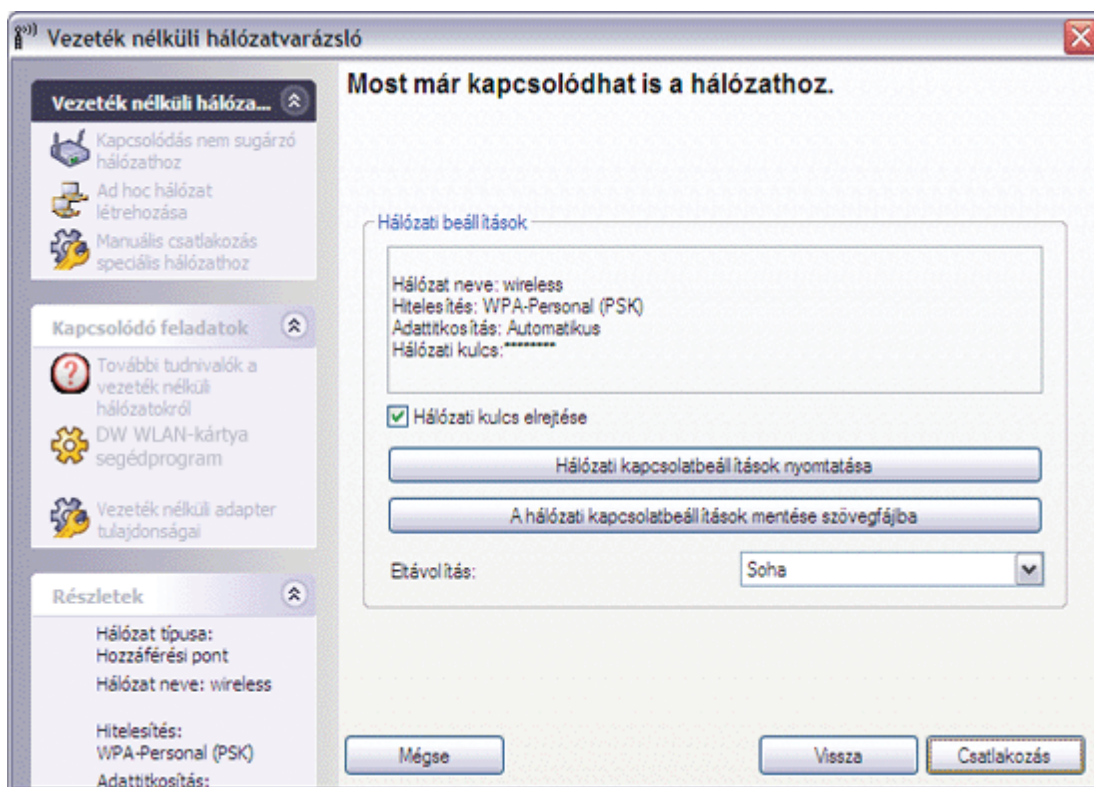 Vezeték nélküli hálózatvarázsló
Vezeték nélküli hálóza...
Kapcsolódás nem sugárzó
hálózathoz
Ad hoc hálózat
létrehozása
Manuális csatlakozás
speciális hálózathoz
Kapcsolódó feladatok
További tudnivalók a
vezeték nélküli
hálózatokról
DW WLAN-kártya
segédprogram
Vezeték nélküli adapter
tulajdonságai
Részletek
Hálózat típusa:
Hozzáférési pont
Hálózat neve: wireless
Hitelesítés:
WPA-Personal (PSK)
Adattitkosítás:
Most már kapcsolódhat is a hálózathoz.
Hálózati beállítások
Hálózat neve: wireless
Hitelesítés: WPA-Personal (PSK)
Adattitkosítás: Automatikus
Hálózati kulcs:********
Hálózati kulcs elrejtése
Hálózati kapcsolatbeállítások nyomtatása
A hálózati kapcsolatbeállítások mentése szövegfájlba
Eltávolítás:
Soha
Mégse
Vissza
Csatlakozás